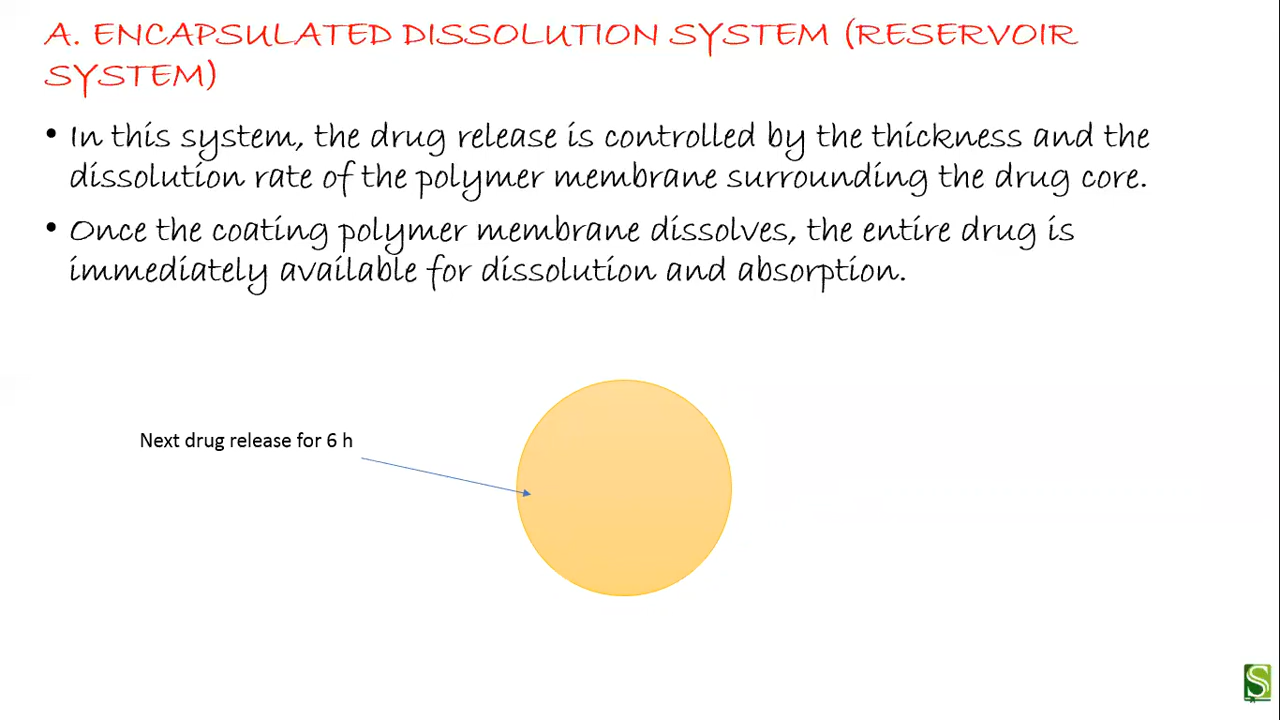 A. ENCAPSULATED DISSOLUTION SYSTEM (RESERVOIR
SYSTEM)
• In this system, the drug release is controlled by the thickness and the
dissolution rate of the polymer membrane surrounding the drug core.
• Once the coating polymer membrane dissolves, the entire drug is
immediately available for dissolution and absorption.
Next drug release for 6 h
S